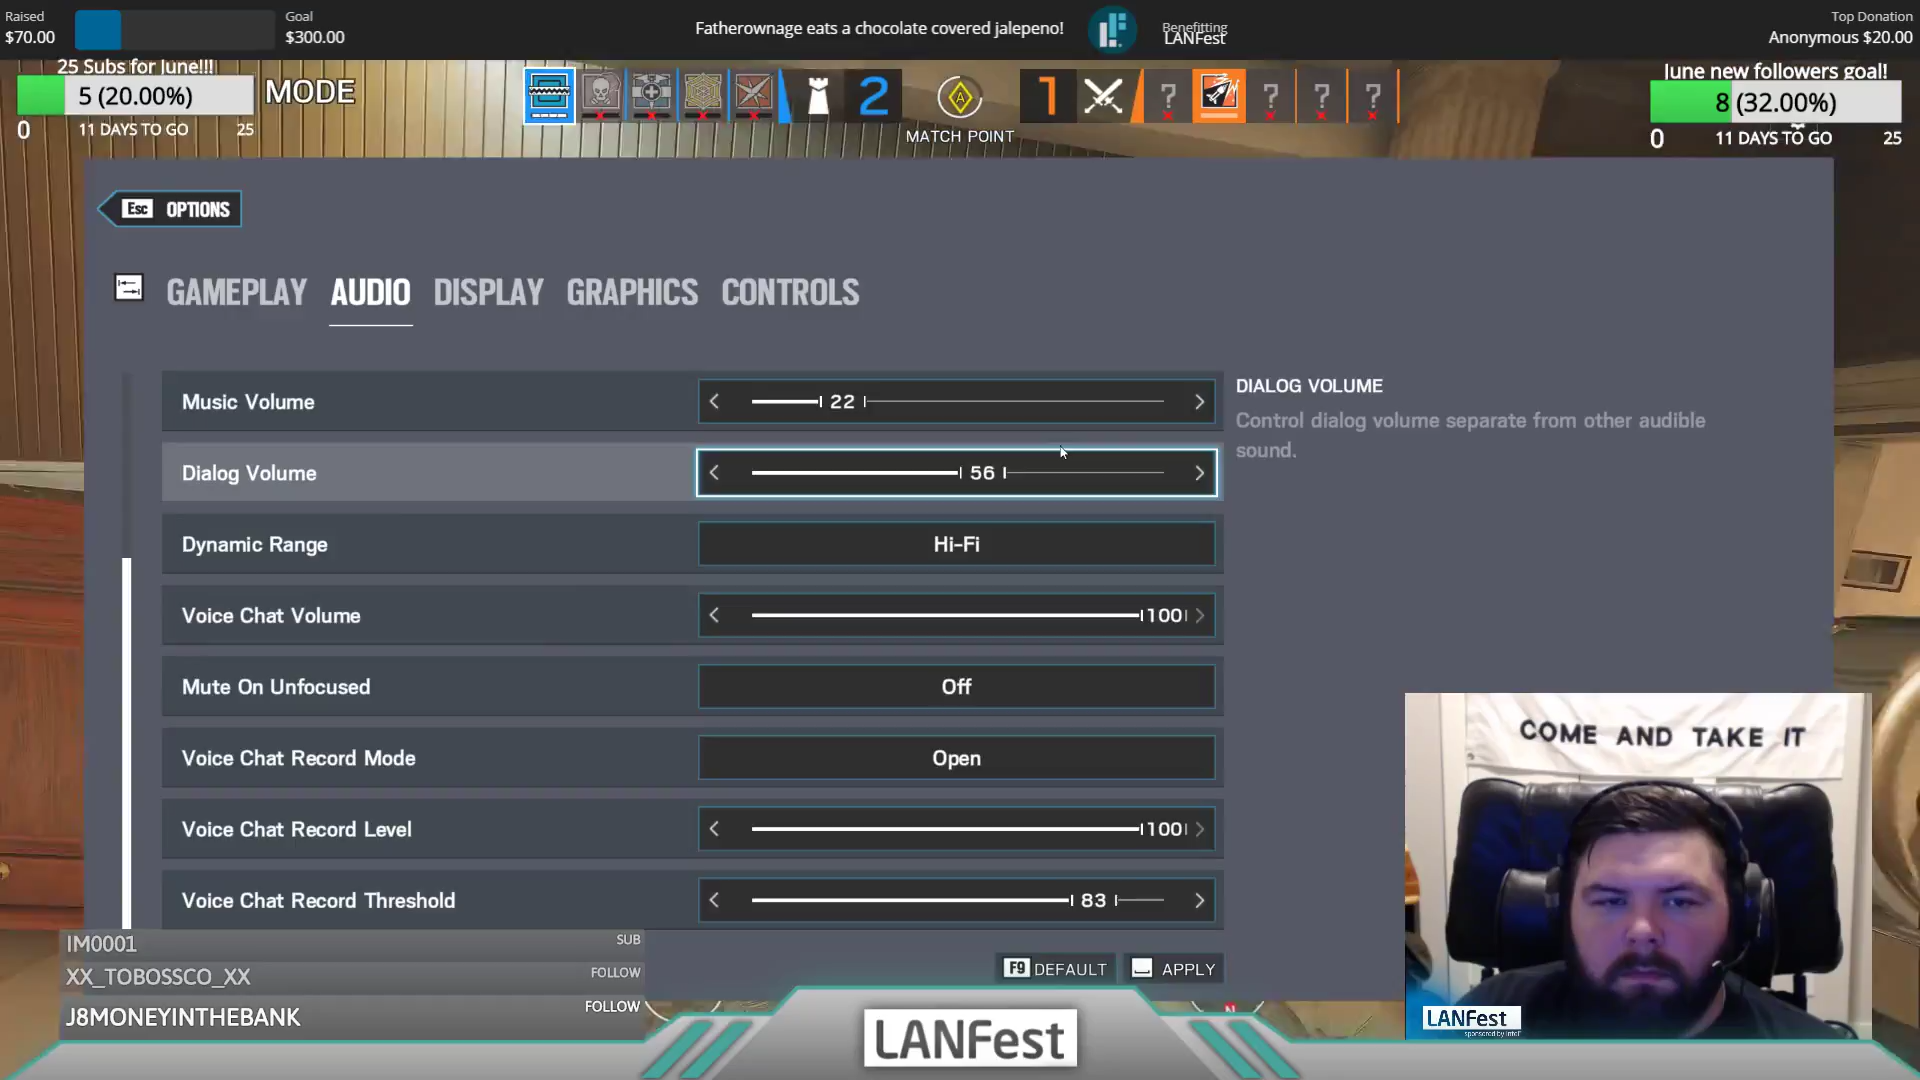 Raised
$70.00
Goal
$300.00
Fatherownage eats a chocolate covered jalepeno!
Benefitting
LANFest
Top Donation
Anonymous $20.00
25 Subs for June!!!
5 (20.00%)
0 11 DAYS TO GO 25
MODE
2
A
MATCH POINT
1
? ? ? ?
June new followers goal!
8 (32.00%)
0 11 DAYS TO GO 25
Esc OPTIONS
GAMEPLAY AUDIO DISPLAY GRAPHICS CONTROLS
Music Volume 22
Dialog Volume 56
Dynamic Range Hi-Fi
Voice Chat Volume 100
Mute On Unfocused Off
Voice Chat Record Mode Open
Voice Chat Record Level 100
Voice Chat Record Threshold 83
DIALOG VOLUME
Control dialog volume separate from other audible
sound.
F9 DEFAULT APPLY
IM0001 SUB
XX_TOBOSSCO_XX FOLLOW
J8MONEYINTHEBANK FOLLOW
N
LANFest
COME AND TAKE IT
LANFest
sponsored by Intel